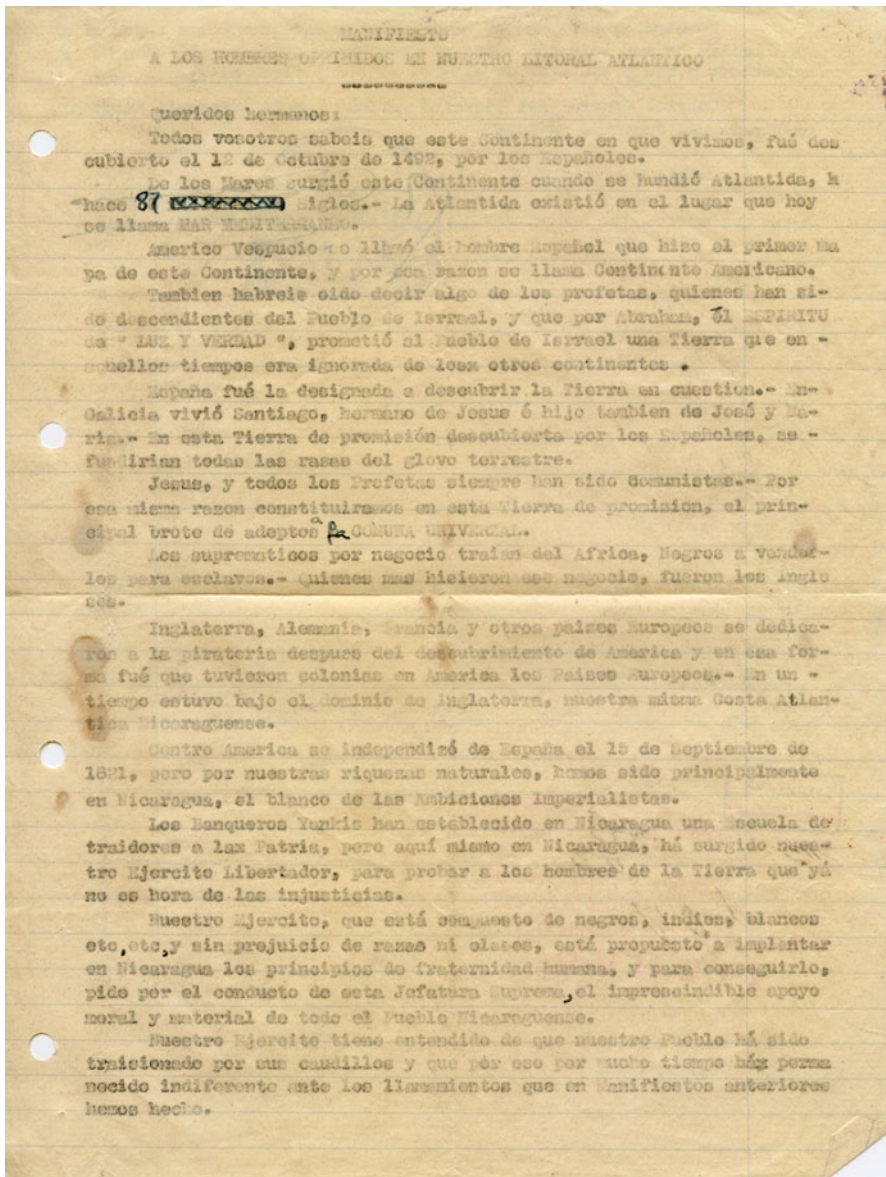 MANIFIESTO
A LOS HOMBRES OPRIMIDOS EN NUESTRO LITORAL ATLANTICO
Queridos hermanos:
Todos vosotros sabeis que este Continente en que vivimos, fué des
cubierto el 12 de Octubre de 1492, por los Españoles.
De los Mares surgió este Continente cuando se hundió Atlantida, h
hace 87 siglos.- La Atlantida existió en el lugar que hoy
se llama MAR MEDITERRANEO.
Americo Vespucio se llamó el hombre Español que hizo el primer ma
pa de este Continente, y por esa razon se llama Continente Americano.
Tambien habreis oido decir algo de los profetas, quienes han si-
do descendientes del Pueblo de Isrrael, y que por Abraham, él ESPIRITU
de " LUZ Y VERDAD ", prometió al Pueblo de Isrrael una Tierra que en -
aquellos tiempos era ignorada de losx otros continentes .
España fué la designada a descubrir la Tierra en cuestion.- En-
Galicia vivió Santiago, hermano de Jesus é hijo tambien de José y Ma-
ria.- En esta Tierra de promisión descubierta por los Españoles, se -
fundirian todas las rasas del glovo terrestre.
Jesus, y todos los Profetas siempre han sido Comunistas.- Por
esa misma razon constituiremos en esta Tierra de promision, el prin-
cipal brote de adeptos a la COMUNA UNIVERSAL.
Los suprematicos por negocio traian del Africa, Negros a vender-
los para esclavos.- Quienes mas hicieron ese negocio, fueron los Ingle
ses.
Inglaterra, Alemania, Francia y otros paises Europeos se dedica-
ron a la pirateria despues del descubrimiento de America y en esa for-
ma fué que tuvieron colonias en America los Paises Europeos.- En un -
tiempo estuvo bajo el dominio de Inglaterra, nuestra misma Costa Atlan-
tica Nicaraguense.
Centro America se independizó de España el 15 de Septiembre de
1821, pero por nuestras riquezas naturales, hemos sido principalmente
en Nicaragua, el blanco de las Ambiciones Imperialistas.
Los Banqueros Yankis han establecido en Nicaragua una Escuela de
traidores a lax Patria, pero aquí mismo en Nicaragua, há surgido nues-
tro Ejercito Libertador, para probar a los hombres de la Tierra que yá
no es hora de las injusticias.
Nuestro Ejercito, que está compuesto de negros, indios, blancos
etc,etc,y sin prejuicio de razas ni clases, está propuesto a implantar
en Nicaragua los principios de fraternidad humana, y para conseguirlo,
pido por el conducto de esta Jefatura Suprema, el imprescindible apoyo
moral y material de todo el Pueblo Nicaraguense.
Nuestro Ejercito tiene entendido de que nuestro Pueblo há sido
traisionado por sus caudillos y que por eso por mucho tiempo háx perma
necido indiferente ante los llamamientos que en Manifiestos anteriores
hemos hecho.